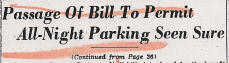 Passage Of Bill To Permit
All-Night Parking Seen Sure
(Continued from Page 36)